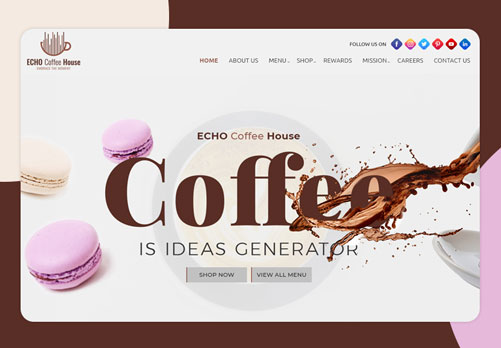 FOLLOW US ON
ECHO Coffee House
HOME ABOUT US MENU SHOP REWARDS MISSION CAREERS CONTACT US
ECHO Coffee House
Coffee
IS IDEAS GENERATOR
SHOP NOW VIEW ALL MENU